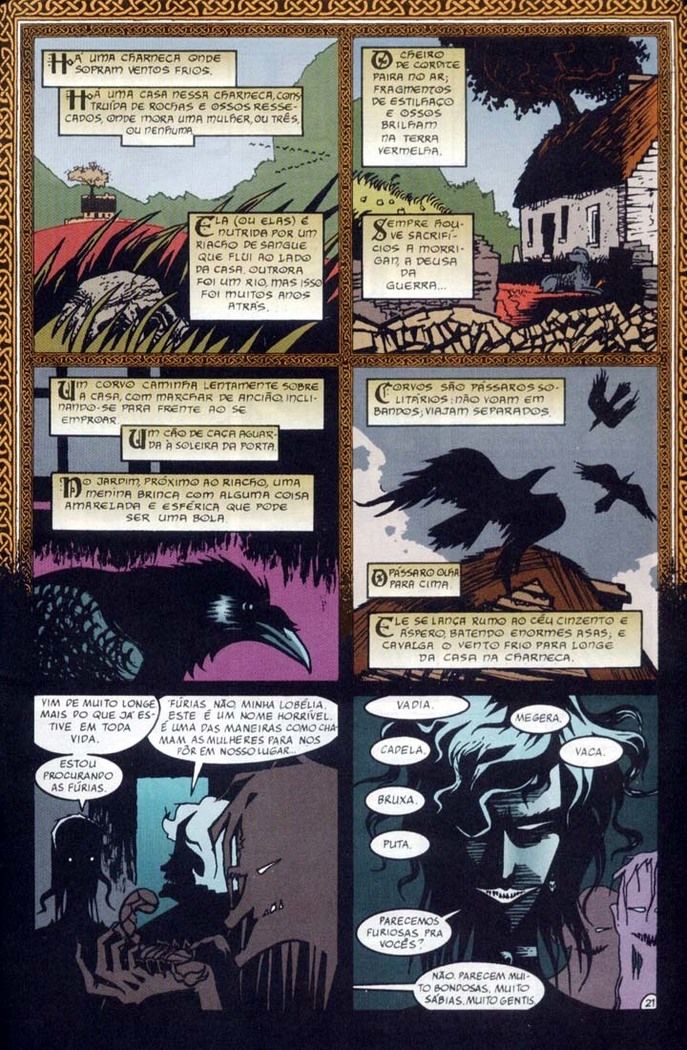 HÁ UMA CHARNECA ONDE
SOPRAM VENTOS FRIOS.
HÁ UMA CASA NESSA CHARNECA, CONS
TRUÍDA DE ROCHAS E OSSOS RESSE-
CADOS, ONDE MORA UMA MULHER, OU TRÊS,
OU NENHUMA
ELA (OU ELAS) É
NUTRIDA POR UM
RIACHO DE SANGUE
QUE FLUI AO LADO
DA CASA. OUTRORA
FOI UM RIO, MAS ISSO
FOI MUITOS ANOS
ATRÁS.
O CHEIRO
DE CORDITE
PAIRA NO AR;
FRAGMENTOS
DE ESTILHAÇO
E OSSOS
BRILHAM
NA TERRA
VERMELHA.
SEMPRE HOU-
VE SACRIFÍ-
CIOS A MORRI-
GAN, A DEUSA
DA
GUERRA...
UM CORVO CAMINHA LENTAMENTE SOBRE
A CASA, COM MARCHAR DE ANCIÃO, INCLI-
NANDO-SE PARA FRENTE AO SE
EMPROAR.
UM CÃO DE CAÇA AGUAR-
DA À SOLEIRA DA PORTA.
NO JARDIM, PRÓXIMO AO RIACHO, UMA
MENINA BRINCA COM ALGUMA COISA
AMARELADA E ESFÉRICA QUE PODE
SER UMA BOLA.
CORVOS SÃO PÁSSAROS SO-
LITÁRIOS; NÃO VOAM EM
BANDOS; VIAJAM SEPARADOS.
O PÁSSARO OLHA
PARA CIMA.
ELE SE LANÇA RUMO AO CÉU CINZENTO E
ÁSPERO, BATENDO ENORMES ASAS; E
CAVALGA O VENTO FRIO PARA LONGE
DA CASA NA CHARNECA.
VIM DE MUITO LONGE,
MAIS DO QUE JÁ ES-
TIVE EM TODA
VIDA.
ESTOU
PROCURANDO
AS FÚRIAS.
"FÚRIAS" NÃO, MINHA LOBÉLIA.
ESTE É UM NOME HORRÍVEL.
É UMA DAS MANEIRAS COMO CHA-
MAM AS MULHERES PARA NOS
PÔR EM NOSSO LUGAR...
VADIA.
MEGERA.
CADELA.
VACA.
BRUXA.
PUTA.
PARECEMOS
FURIOSAS PRA
VOCÊS?
NÃO. PARECEM MUI-
TO BONDOSAS, MUITO
SÁBIAS, MUITO GENTIS.
21